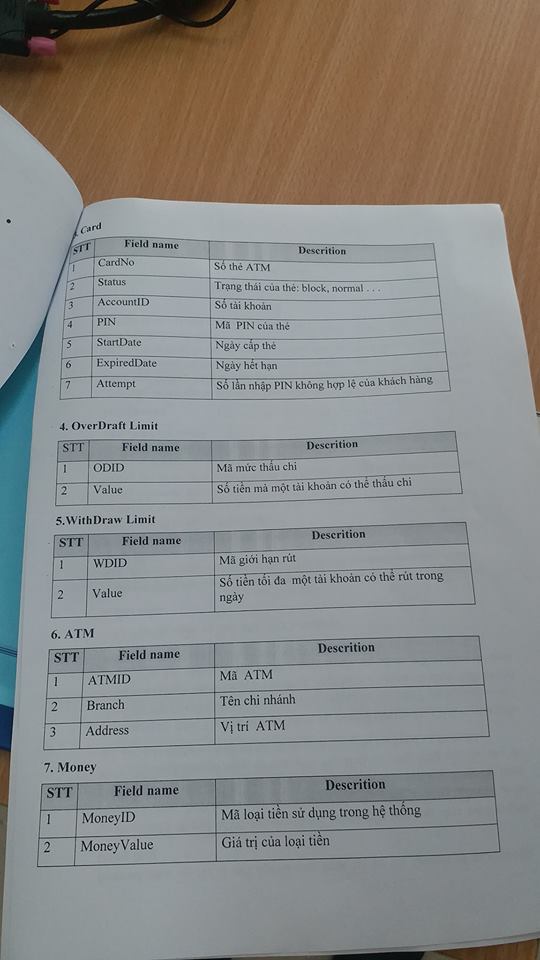 Card
STT Field name Descrition
1 CardNo Số thẻ ATM
2 Status Trạng thái của thẻ: block, normal . . .
3 AccountID Số tài khoản
4 PIN Mã PIN của thẻ
5 StartDate Ngày cấp thẻ
6 ExpiredDate Ngày hết hạn
7 Attempt Số lần nhập PIN không hợp lệ của khách hàng
4. OverDraft Limit
STT Field name Descrition
1 ODID Mã mức thấu chi
2 Value Số tiền mà một tài khoản có thể thấu chi
5.WithDraw Limit
STT Field name Descrition
1 WDID Mã giới hạn rút
2 Value Số tiền tối đa một tài khoản có thể rút trong
ngày
6. ATM
STT Field name Descrition
1 ATMID Mã ATM
2 Branch Tên chi nhánh
3 Address Vị trí ATM
7. Money
STT Field name Descrition
1 MoneyID Mã loại tiền sử dụng trong hệ thống
2 MoneyValue Giá trị của loại tiền